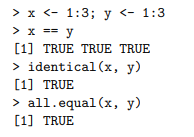 > x <- 1:3; y <- 1:3
> x == y
[1] TRUE TRUE TRUE
> identical(x, y)
[1] TRUE
> all.equal(x, y)
[1] TRUE